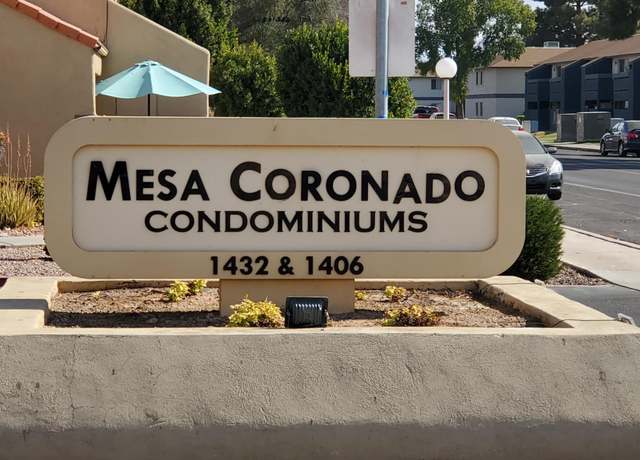 MESA CORONADO
CONDOMINIUMS
1432 & 1406